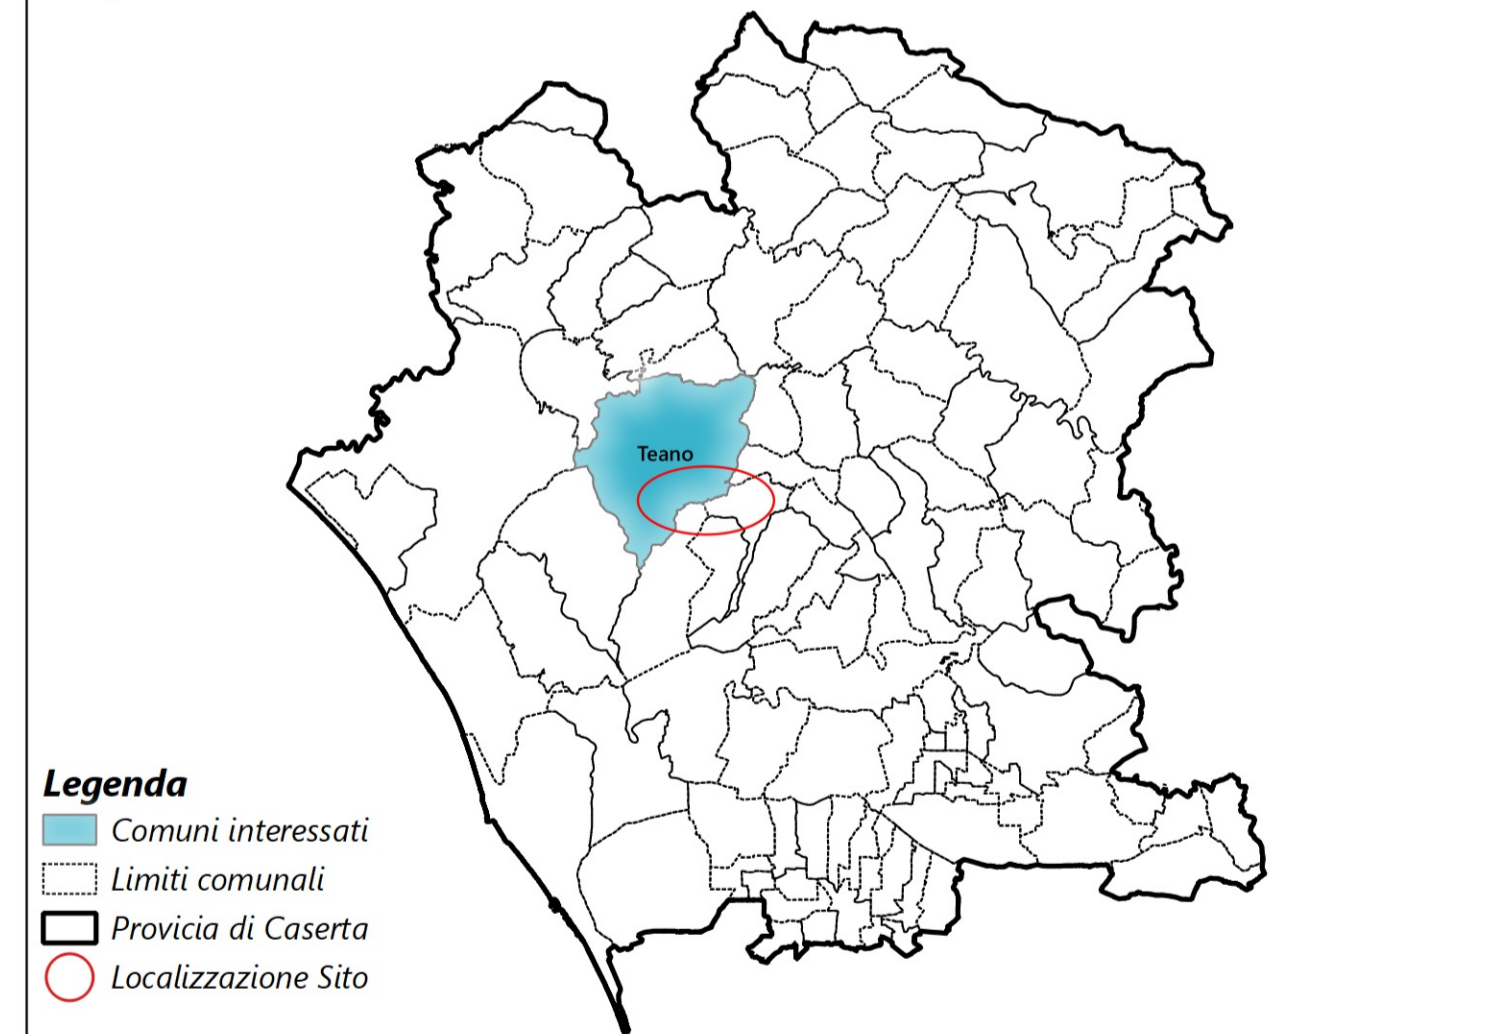 Teano
Legenda
Comuni interessati
Limiti comunali
Provicia di Caserta
Localizzazione Sito